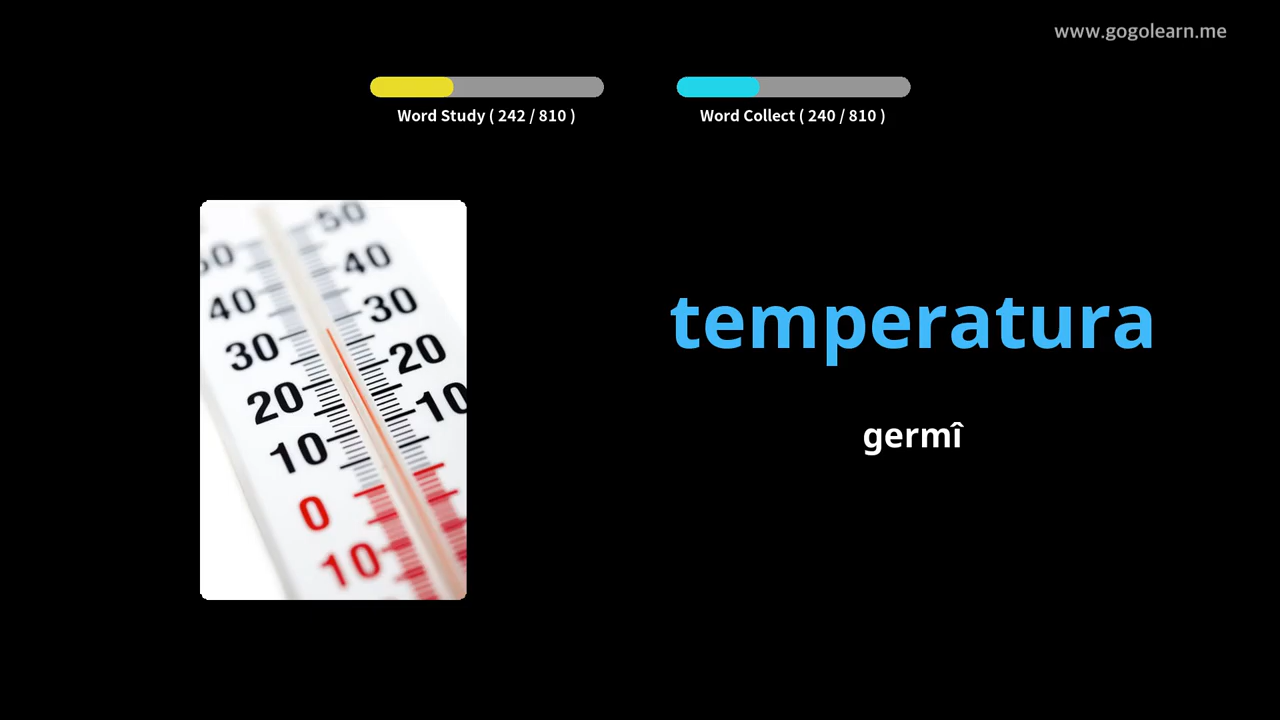 www.gogolearn.me
Word Study ( 242 / 810 )
Word Collect ( 240 / 810 )
50
40
40
30
30
20
20
10
10
0
10
temperatura
germî